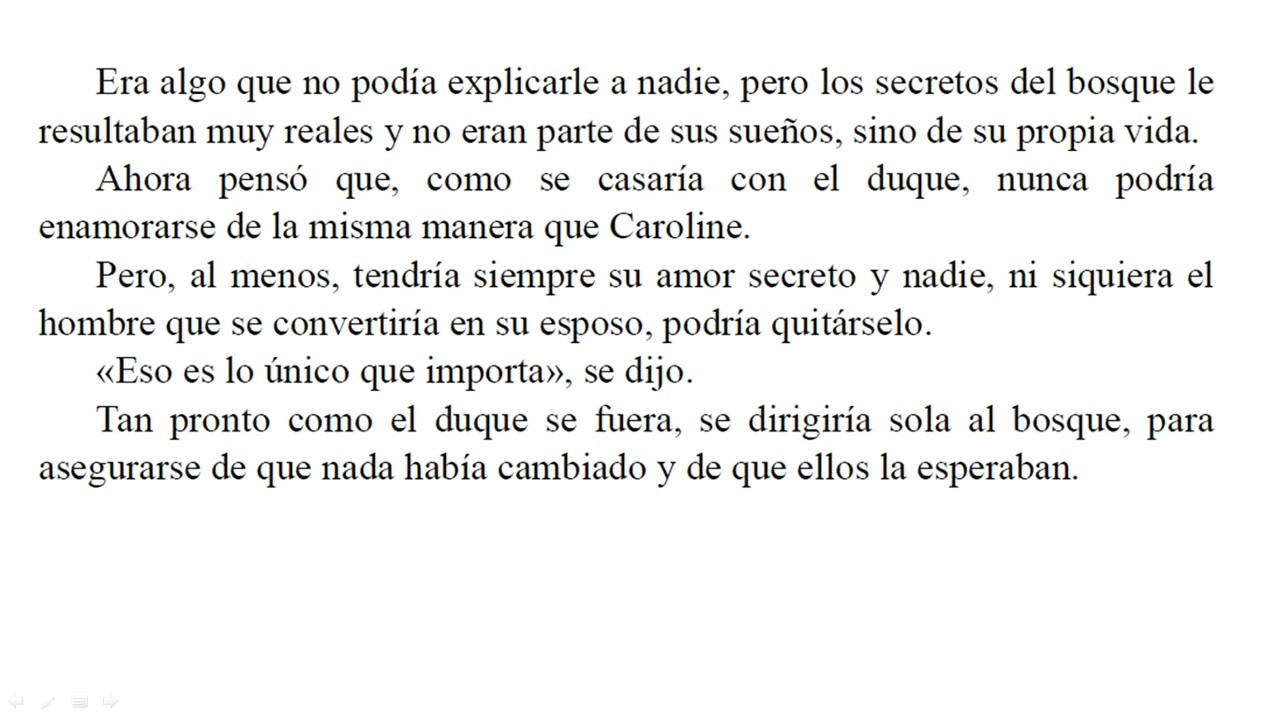 Era algo que no podía explicarle a nadie, pero los secretos del bosque le
resultaban muy reales y no eran parte de sus sueños, sino de su propia vida.
Ahora pensó que, como se casaría con el duque, nunca podría
enamorarse de la misma manera que Caroline.
Pero, al menos, tendría siempre su amor secreto y nadie, ni siquiera el
hombre que se convertiría en su esposo, podría quitárselo.
«Eso es lo único que importa», se dijo.
Tan pronto como el duque se fuera, se dirigiría sola al bosque, para
asegurarse de que nada había cambiado y de que ellos la esperaban.